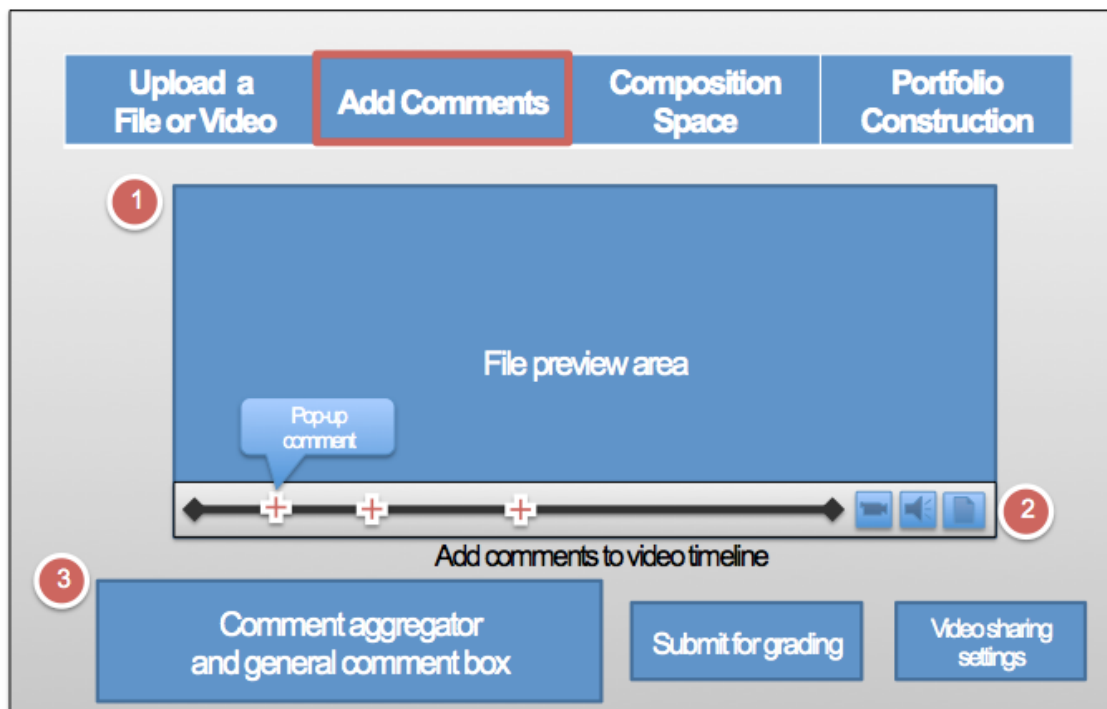 Upload a
File or Video
Add Comments
Composition
Space
Portfolio
Construction
1
File preview area
Pop-up
comment
2
Add comments to video timeline
3
Comment aggregator
and general comment box
Submit for grading
Video sharing
settings